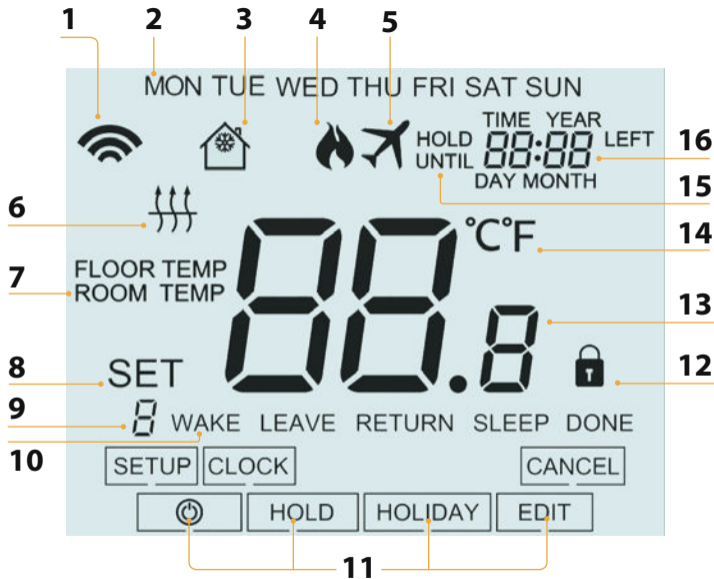 1 2 3 4 5
MON TUE WED THU FRI SAT SUN
TIME YEAR
HOLD 88:88 LEFT 16
UNTIL
DAY MONTH 15
6
°C°F 14
7 FLOOR TEMP
ROOM TEMP
88.8 13
8 SET 12
9 8 WAKE LEAVE RETURN SLEEP DONE
10
SETUP CLOCK CANCEL
HOLD HOLIDAY EDIT
11